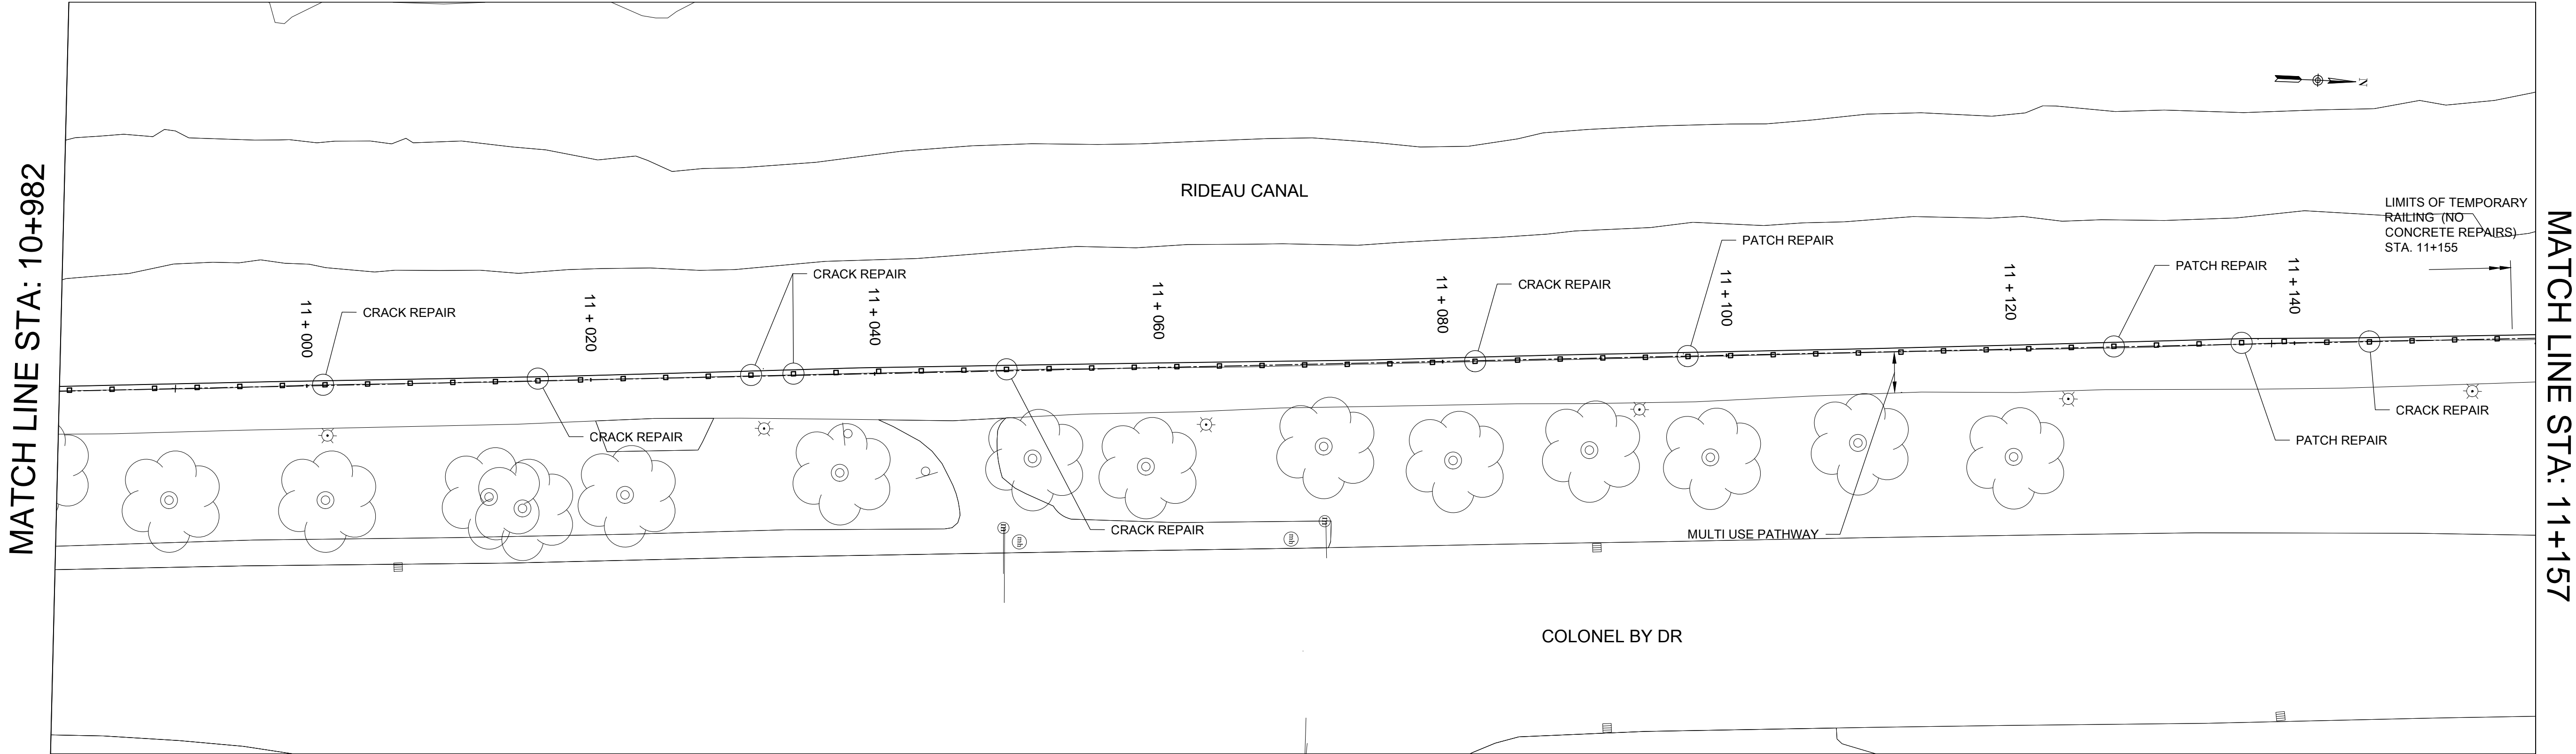 MATCH LINE STA: 10+982
N
RIDEAU CANAL
LIMITS OF TEMPORARY
RAILING (NO
CONCRETE REPAIRS)
STA. 11+155
PATCH REPAIR
PATCH REPAIR
CRACK REPAIR
CRACK REPAIR
CRACK REPAIR
11 + 000
11 + 020
11 + 040
11 + 060
11 + 080
11 + 100
11 + 120
11 + 140
CRACK REPAIR
CRACK REPAIR
PATCH REPAIR
CRACK REPAIR
MULTI USE PATHWAY
m
mh
mh
m
COLONEL BY DR
MATCH LINE STA: 11+157